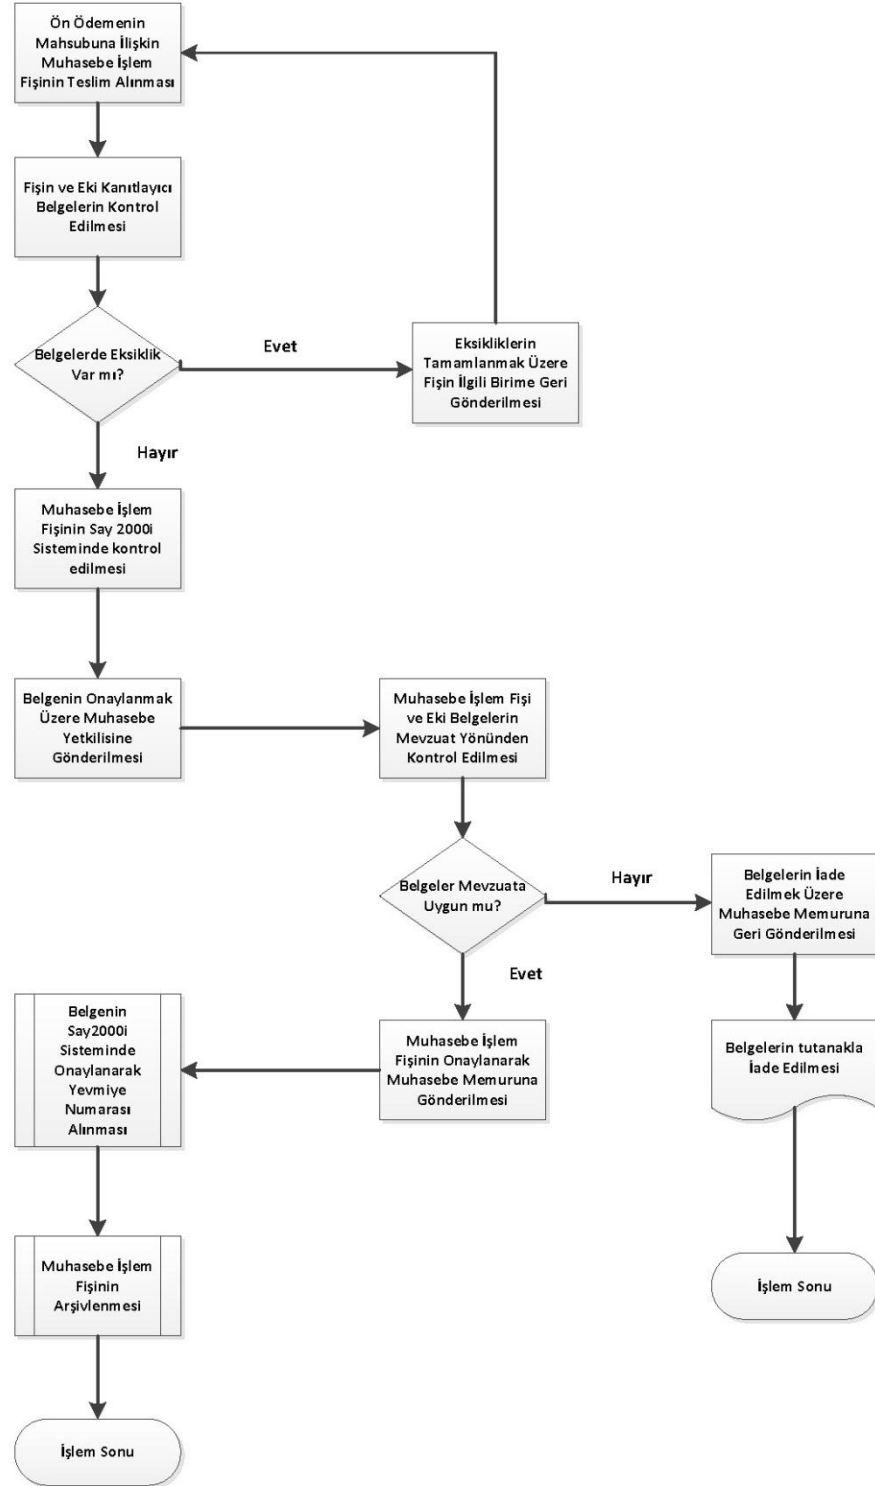 Ön Ödemenin
Mahsubuna İlişkin
Muhasebe İşlem
Fişinin Teslim Alınması
Fişin ve Eki Kanıtlayıcı
Belgelerin Kontrol
Edilmesi
Belgelerde Eksiklik
Var mı?
Evet
Eksikliklerin
Tamamlanmak Üzere
Fişin İlgili Birime Geri
Gönderilmesi
Hayır
Muhasebe İşlem
Fişinin Say 2000i
Sisteminde kontrol
edilmesi
Belgenin Onaylanmak
Üzere Muhasebe
Yetkilisine
Gönderilmesi
Muhasebe İşlem Fişi
ve Eki Belgelerin
Mevzuat Yönünden
Kontrol Edilmesi
Belgeler Mevzuata
Uygun mu?
Hayır
Belgelerin İade
Edilmek Üzere
Muhasebe Memuruna
Geri Gönderilmesi
Evet
Muhasebe İşlem
Fişinin Onaylanarak
Muhasebe Memuruna
Gönderilmesi
Belgelerin tutanakla
İade Edilmesi
Belgenin
Say2000i
Sisteminde
Onaylanarak
Yevmiye
Numarası
Alınması
Muhasebe İşlem
Fişinin
Arşivlenmesi
İşlem Sonu
İşlem Sonu